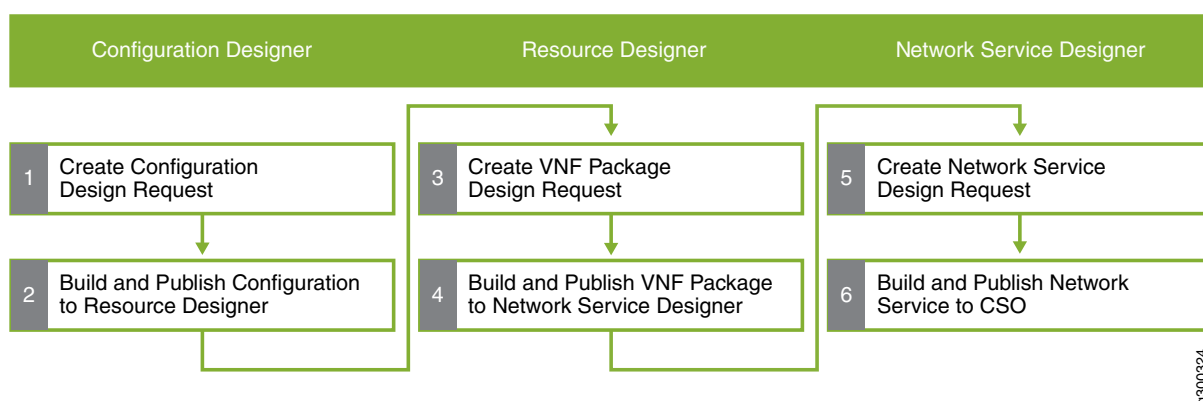 Configuration Designer
Resource Designer
Network Service Designer
1
Create Configuration
Design Request
2
Build and Publish Configuration
to Resource Designer
3
Create VNF Package
Design Request
4
Build and Publish VNF Package
to Network Service Designer
5
Create Network Service
Design Request
6
Build and Publish Network
Service to CSO
g300324